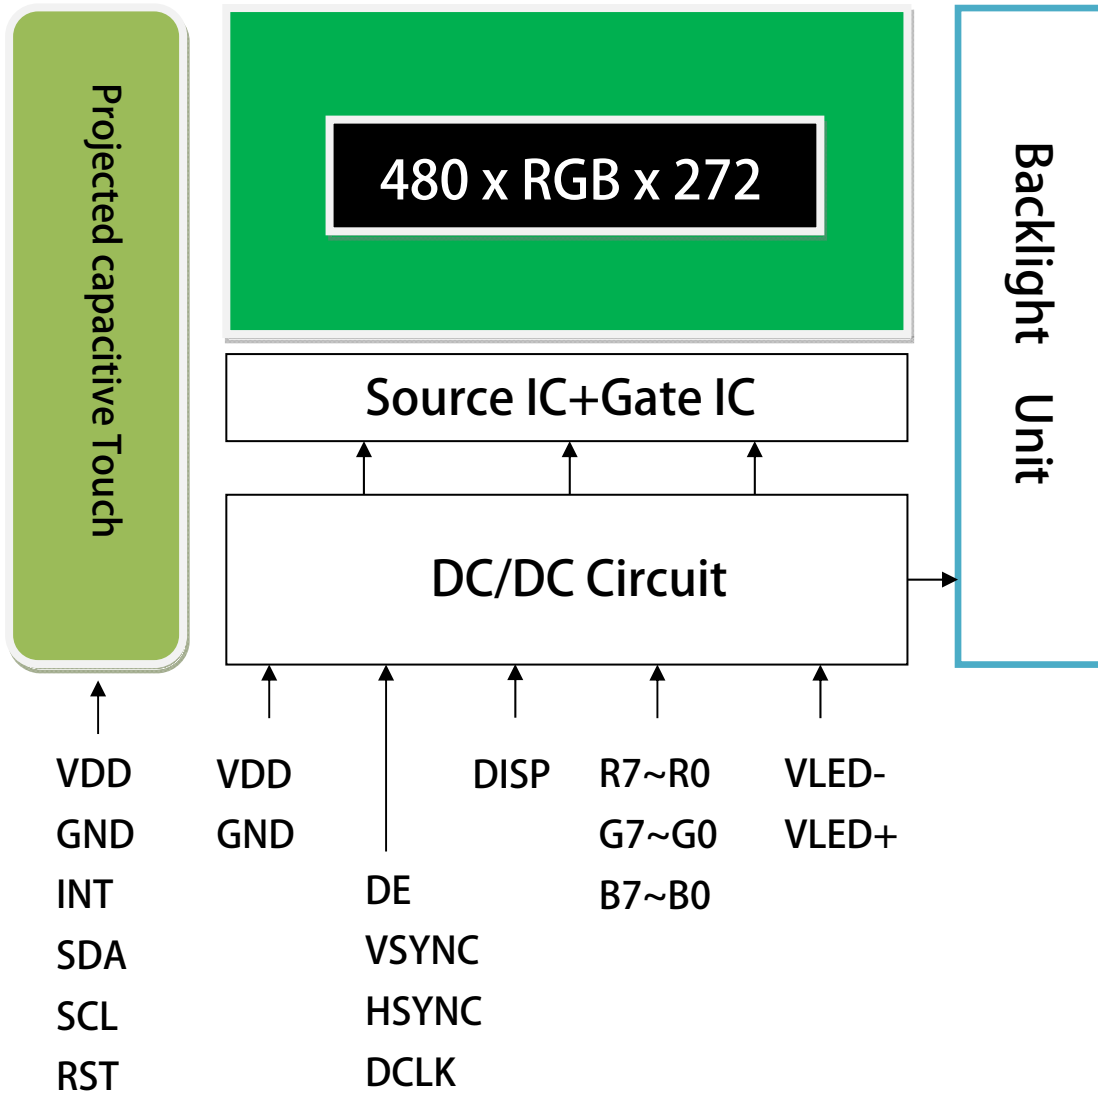 Projected capacitive Touch
480 x RGB x 272
Backlight Unit
Source IC+Gate IC
DC/DC Circuit
VDD
GND
INT
SDA
SCL
RST
VDD
GND
DE
VSYNC
HSYNC
DCLK
DISP
R7~R0
G7~G0
B7~B0
VLED-
VLED+